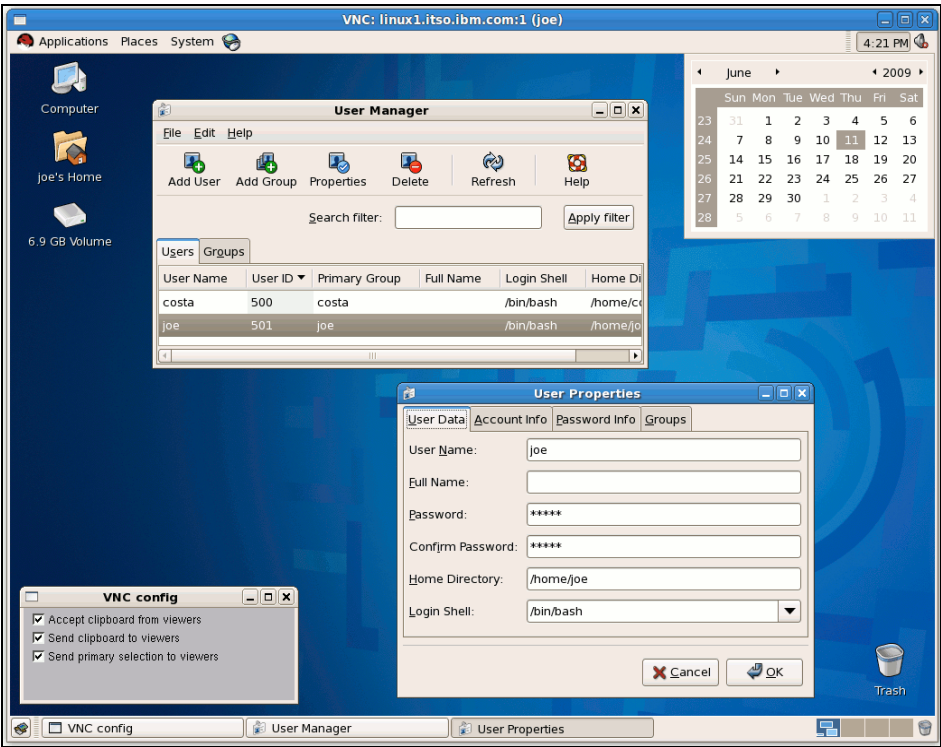 VNC: linux1.itso.ibm.com:1 (joe)
Applications Places System 4:21 PM
June 2009
Sun Mon Tue Wed Thu Fri Sat
23 31 1 2 3 4 5 6
24 7 8 9 10 11 12 13
25 14 15 16 17 18 19 20
26 21 22 23 24 25 26 27
27 28 29 30 1 2 3 4
28 5 6 7 8 9 10 11
Computer
joe's Home
6.9 GB Volume
User Manager
File Edit Help
Add User Add Group Properties Delete Refresh Help
Search filter: Apply filter
Users Groups
User Name User ID Primary Group Full Name Login Shell Home Di
costa 500 costa /bin/bash /home/co
joe 501 joe /bin/bash /home/jo
User Properties
User Data Account Info Password Info Groups
User Name: joe
Full Name:
Password: *****
Confirm Password: *****
Home Directory: /home/joe
Login Shell: /bin/bash
Cancel OK
VNC config
Accept clipboard from viewers
Send clipboard to viewers
Send primary selection to viewers
Trash
VNC config User Manager User Properties